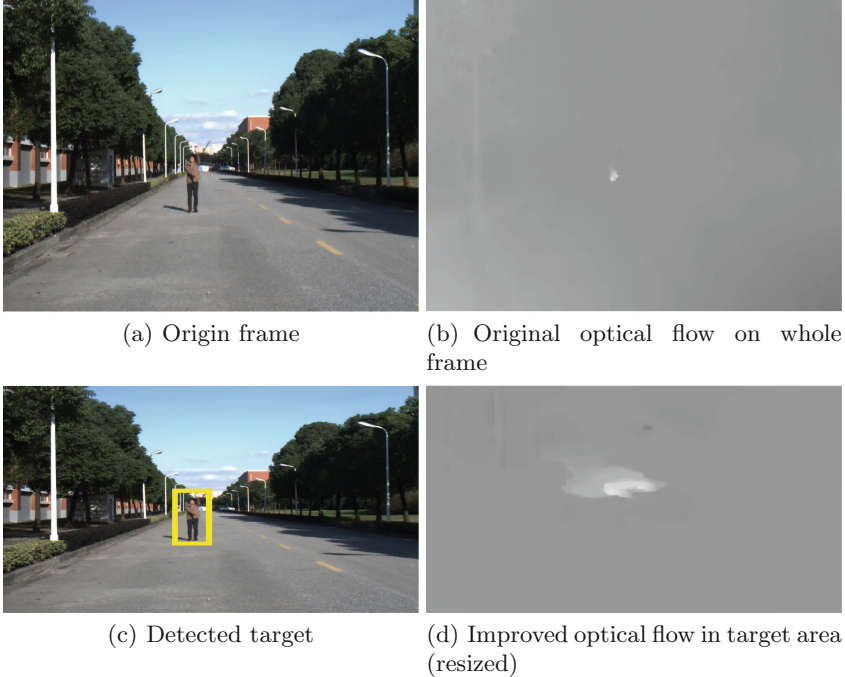 (a) Origin frame
(b) Original optical flow on whole
frame
(c) Detected target
(d) Improved optical flow in target area
(resized)